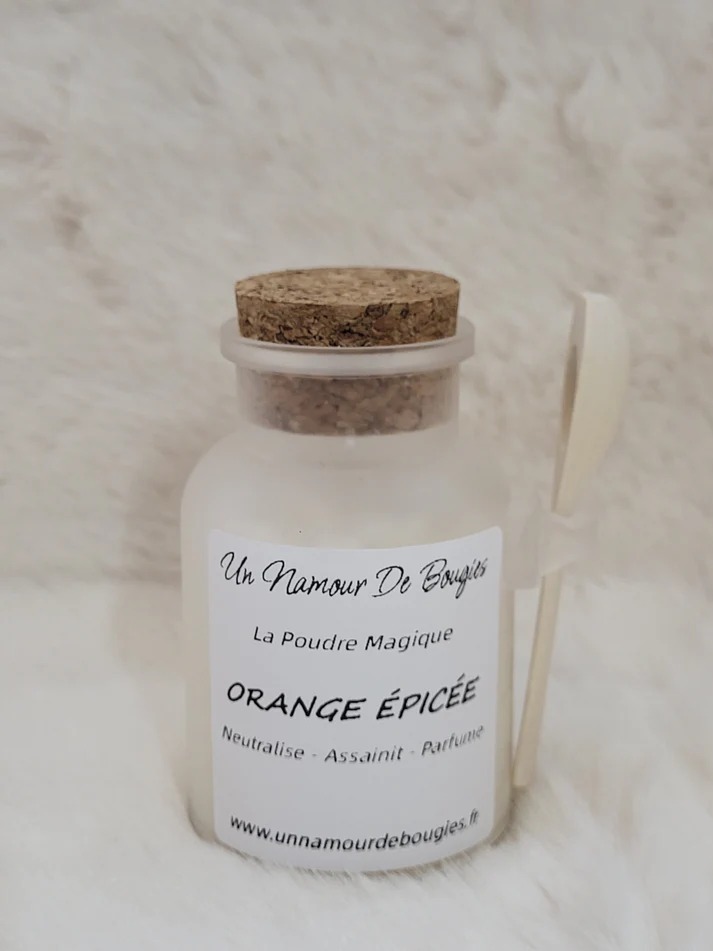 Un Namour De Bougies
La Poudre Magique
ORANGE ÉPICÉE
Neutralise - Assainit - Parfume
www.unnamourdebougies.fr